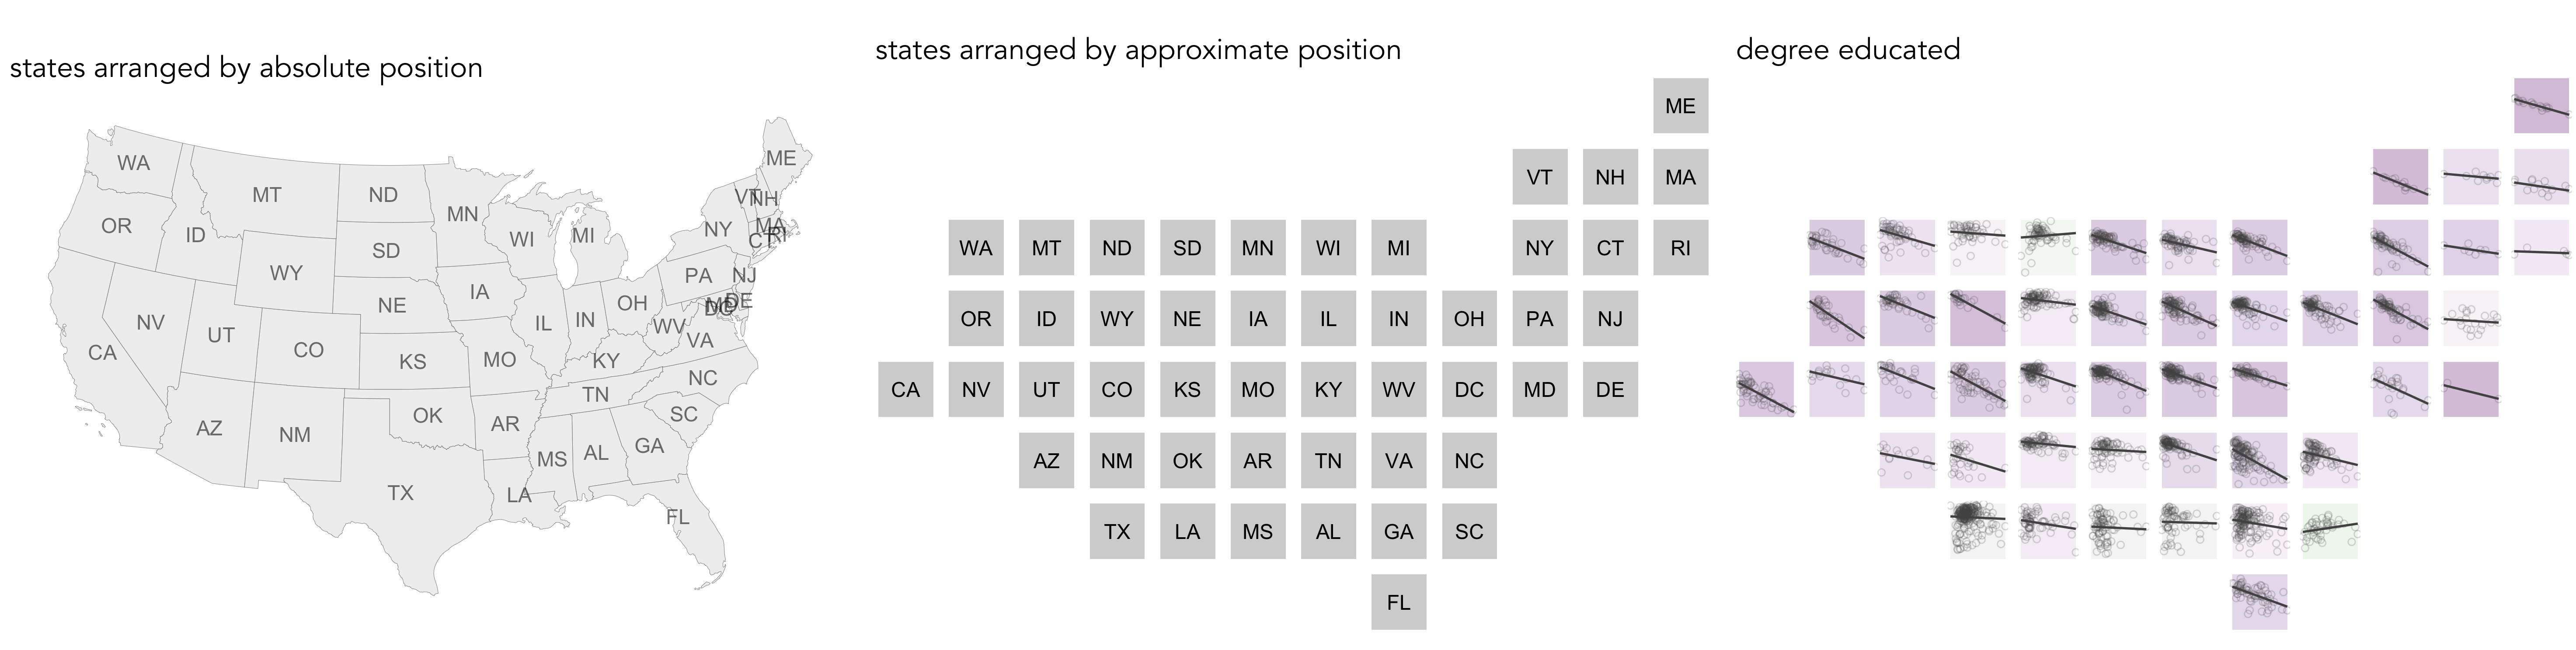 states arranged by absolute position
WA
MT
ND
MN
ME
OR
ID
SD
WI
MI
NY
VT
NH
MA
CT
RI
WY
NE
IA
PA
NJ
NV
UT
CO
IL
IN
OH
MD
DE
DC
CA
KS
MO
WV
VA
KY
NC
TN
AZ
NM
OK
AR
SC
MS
AL
GA
TX
LA
FL
states arranged by approximate position
ME
VT NH MA
WA MT ND SD MN WI MI NY CT RI
OR ID WY NE IA IL IN OH PA NJ
CA NV UT CO KS MO KY WV DC MD DE
AZ NM OK AR TN VA NC
TX LA MS AL GA SC
FL
degree educated